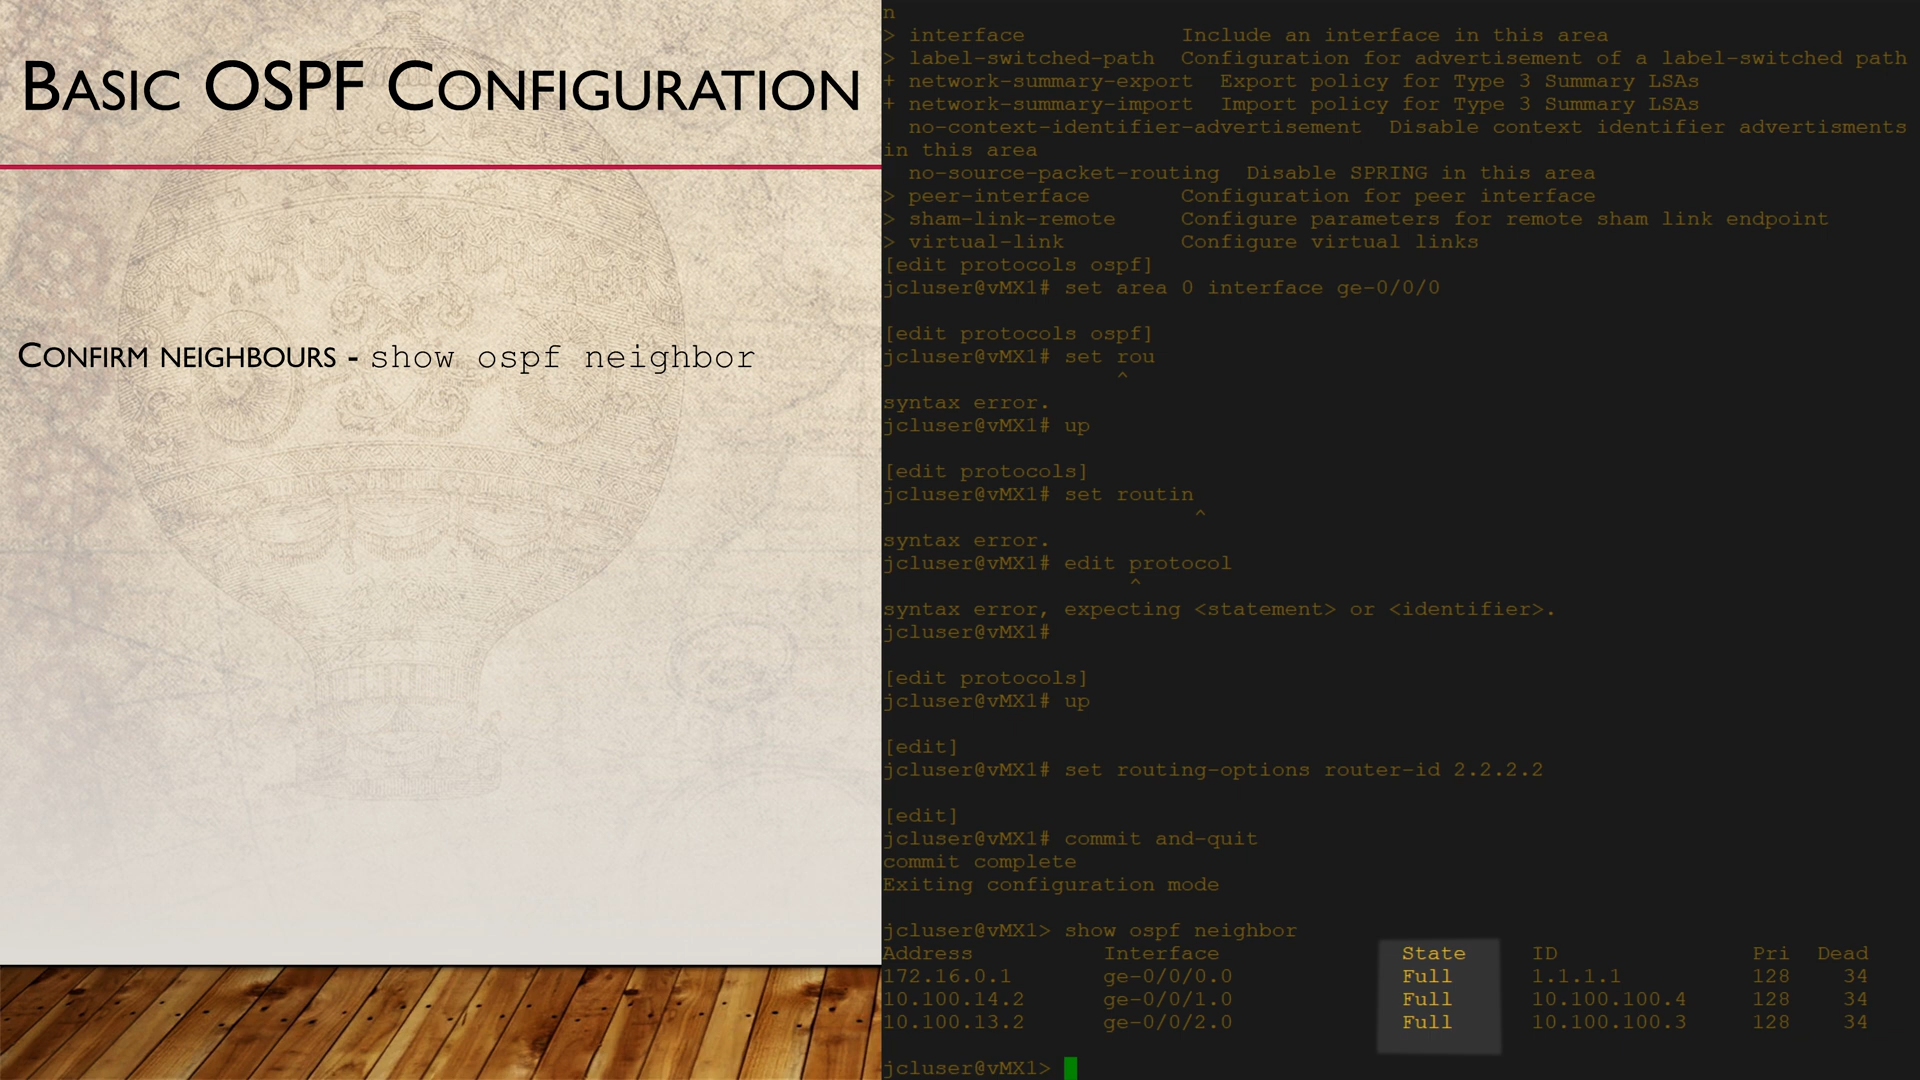 BASIC OSPF CONFIGURATION
CONFIRM NEIGHBOURS - show ospf neighbor
n
> interface Include an interface in this area
> label-switched-path Configuration for advertisement of a label-switched path
+ network-summary-export Export policy for Type 3 Summary LSAs
+ network-summary-import Import policy for Type 3 Summary LSAs
no-context-identifier-advertisement Disable context identifier advertisments
in this area
no-source-packet-routing Disable SPRING in this area
> peer-interface Configuration for peer interface
> sham-link-remote Configure parameters for remote sham link endpoint
> virtual-link Configure virtual links
[edit protocols ospf]
jcluser@vMX1# set area 0 interface ge-0/0/0
[edit protocols ospf]
jcluser@vMX1# set rou
^
syntax error.
jcluser@vMX1# up
[edit protocols]
jcluser@vMX1# set routin
^
syntax error.
jcluser@vMX1# edit protocol
^
syntax error, expecting <statement> or <identifier>.
jcluser@vMX1#
[edit protocols]
jcluser@vMX1# up
[edit]
jcluser@vMX1# set routing-options router-id 2.2.2.2
[edit]
jcluser@vMX1# commit and-quit
commit complete
Exiting configuration mode
jcluser@vMX1> show ospf neighbor
Address Interface State ID Pri Dead
172.16.0.1 ge-0/0/0.0 Full 1.1.1.1 128 34
10.100.14.2 ge-0/0/1.0 Full 10.100.100.4 128 34
10.100.13.2 ge-0/0/2.0 Full 10.100.100.3 128 34
jcluser@vMX1>